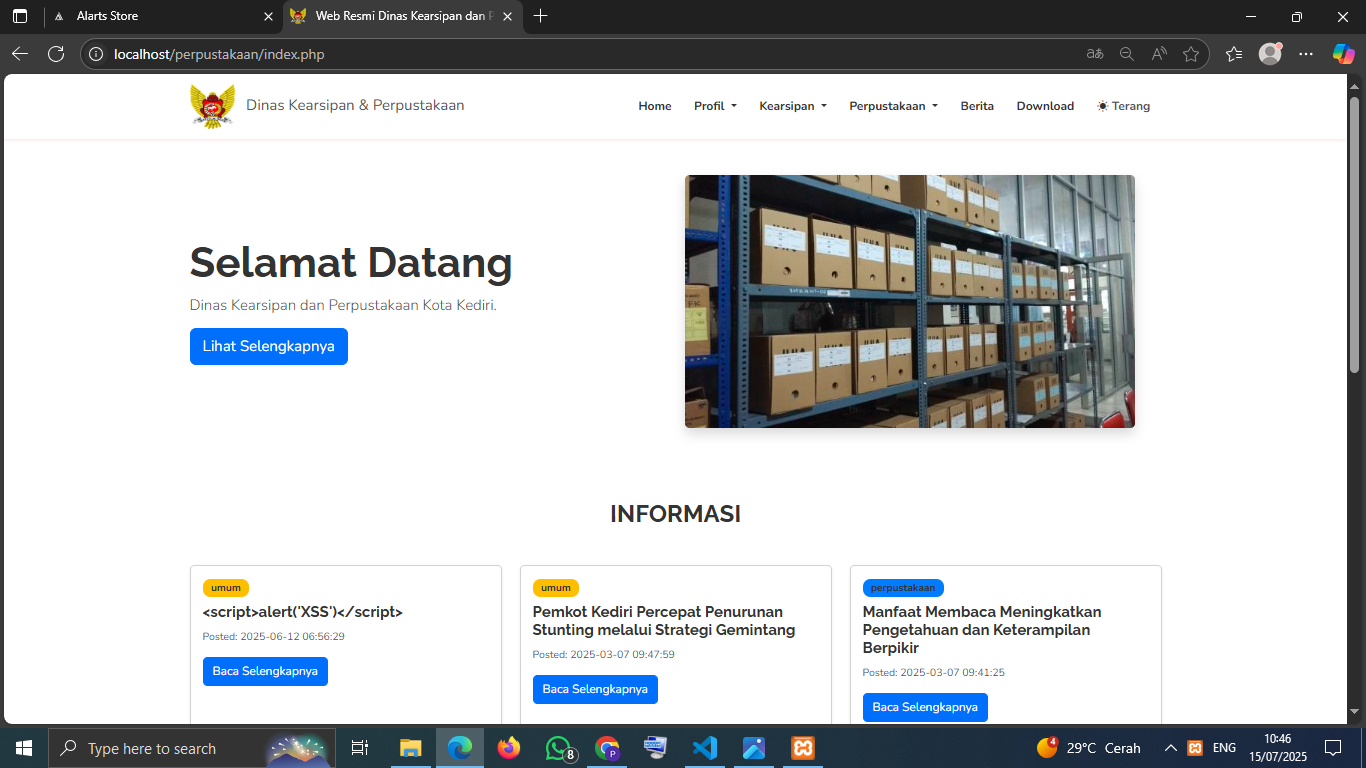 Alarts Store
Web Resmi Dinas Kearsipan dan P
localhost/perpustakaan/index.php
Dinas Kearsipan & Perpustakaan
Home Profil Kearsipan Perpustakaan Berita Download Terang
Selamat Datang
Dinas Kearsipan dan Perpustakaan Kota Kediri.
Lihat Selengkapnya
INFORMASI
umum
<script>alert('XSS')</script>
Posted: 2025-06-12 06:56:29
Baca Selengkapnya
umum
Pemkot Kediri Percepat Penurunan
Stunting melalui Strategi Gemintang
Posted: 2025-03-07 09:47:59
Baca Selengkapnya
perpustakaan
Manfaat Membaca Meningkatkan
Pengetahuan dan Keterampilan
Berpikir
Posted: 2025-03-07 09:41:25
Baca Selengkapnya
Type here to search
8
4
29°C Cerah
ENG
10:46
15/07/2025